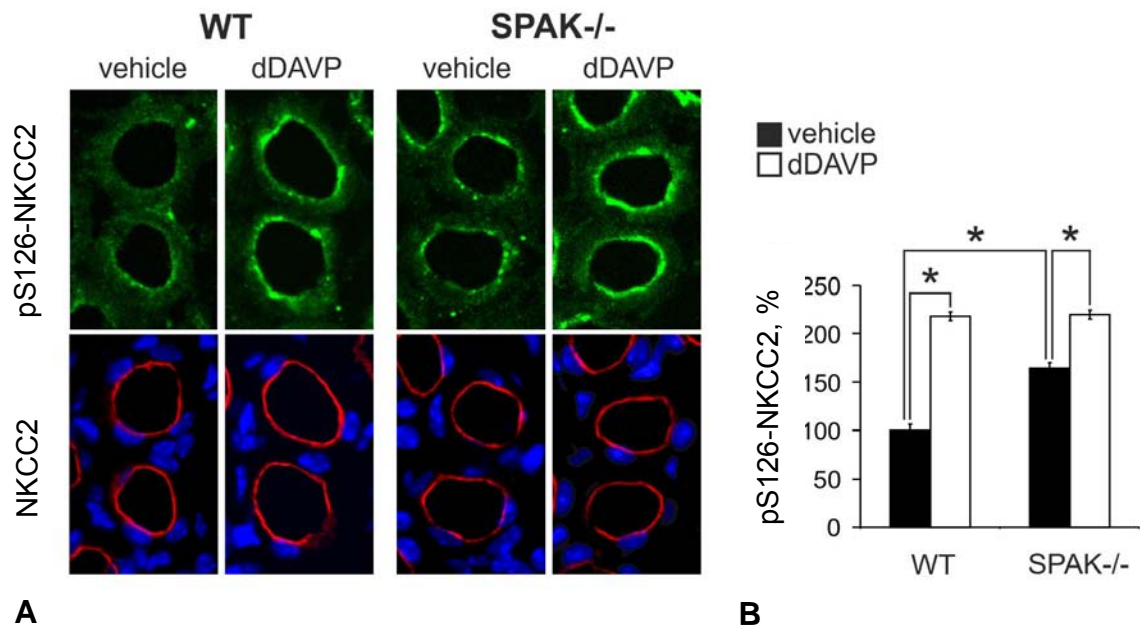 WT SPAK-/-
vehicle dDAVP vehicle dDAVP
pS126-NKCC2
NKCC2
A
vehicle
dDAVP
* *
*
pS126-NKCC2, %
250
200
150
100
50
0
WT SPAK-/-
B